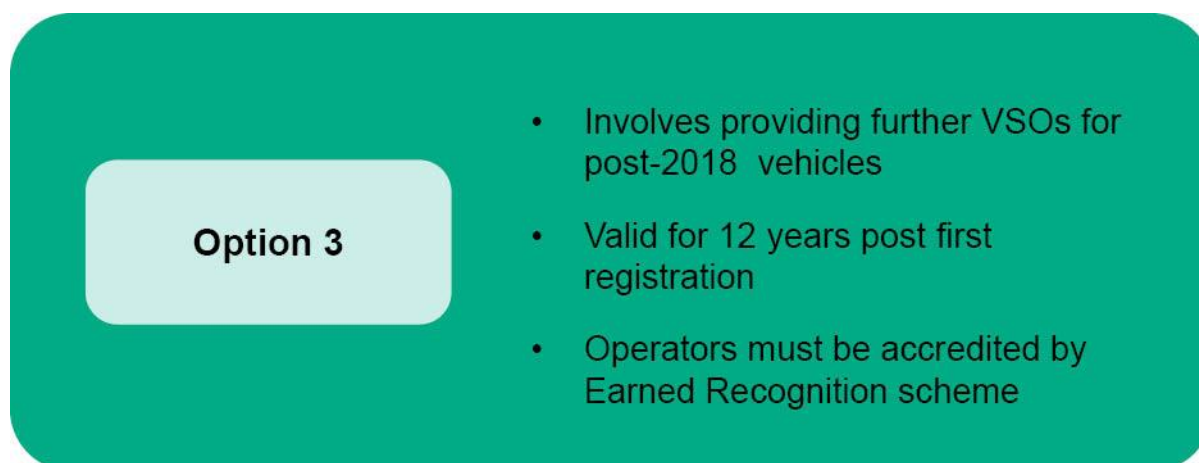 Option 3
• Involves providing further VSOs for
post-2018  vehicles
• Valid for 12 years post first
registration
• Operators must be accredited by
Earned Recognition scheme